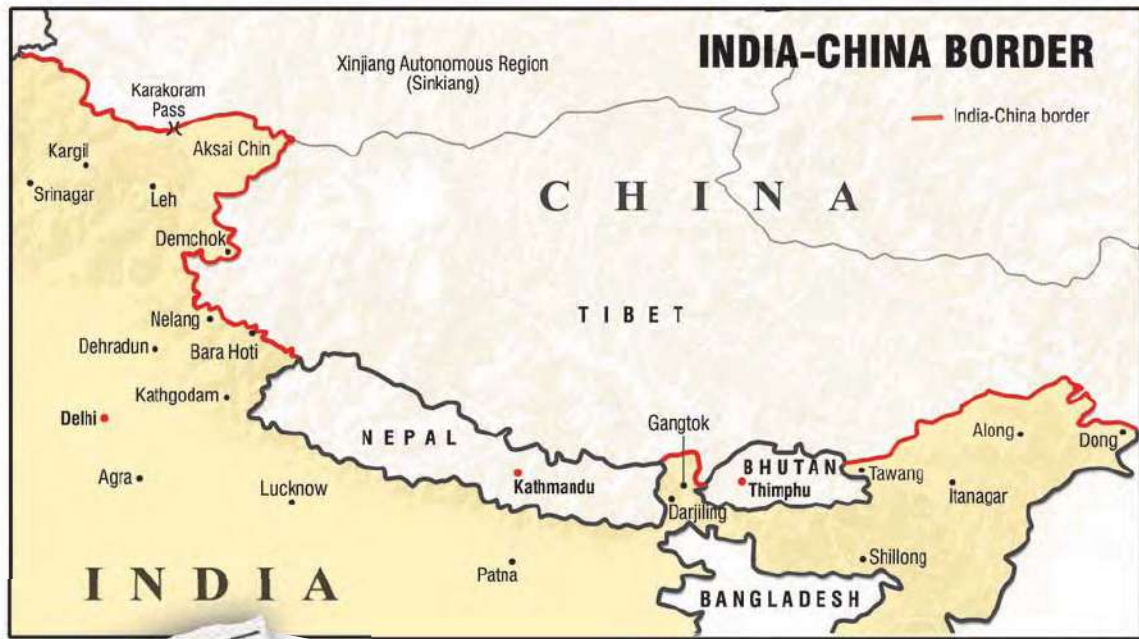 INDIA-CHINA BORDER
India-China border
Xinjiang Autonomous Region
(Sinkiang)
Karakoram
Pass
Aksai Chin
Kargil
Srinagar
Leh
CHINA
Demchok
TIBET
Nelang
Dehradun
Bara Hoti
Kathgodam
Delhi
NEPAL
Gangtok
Along
Dong
BHUTAN
Tawang
Agra
Lucknow
Kathmandu
Thimphu
Itanagar
Darjiling
INDIA
Patna
Shillong
BANGLADESH